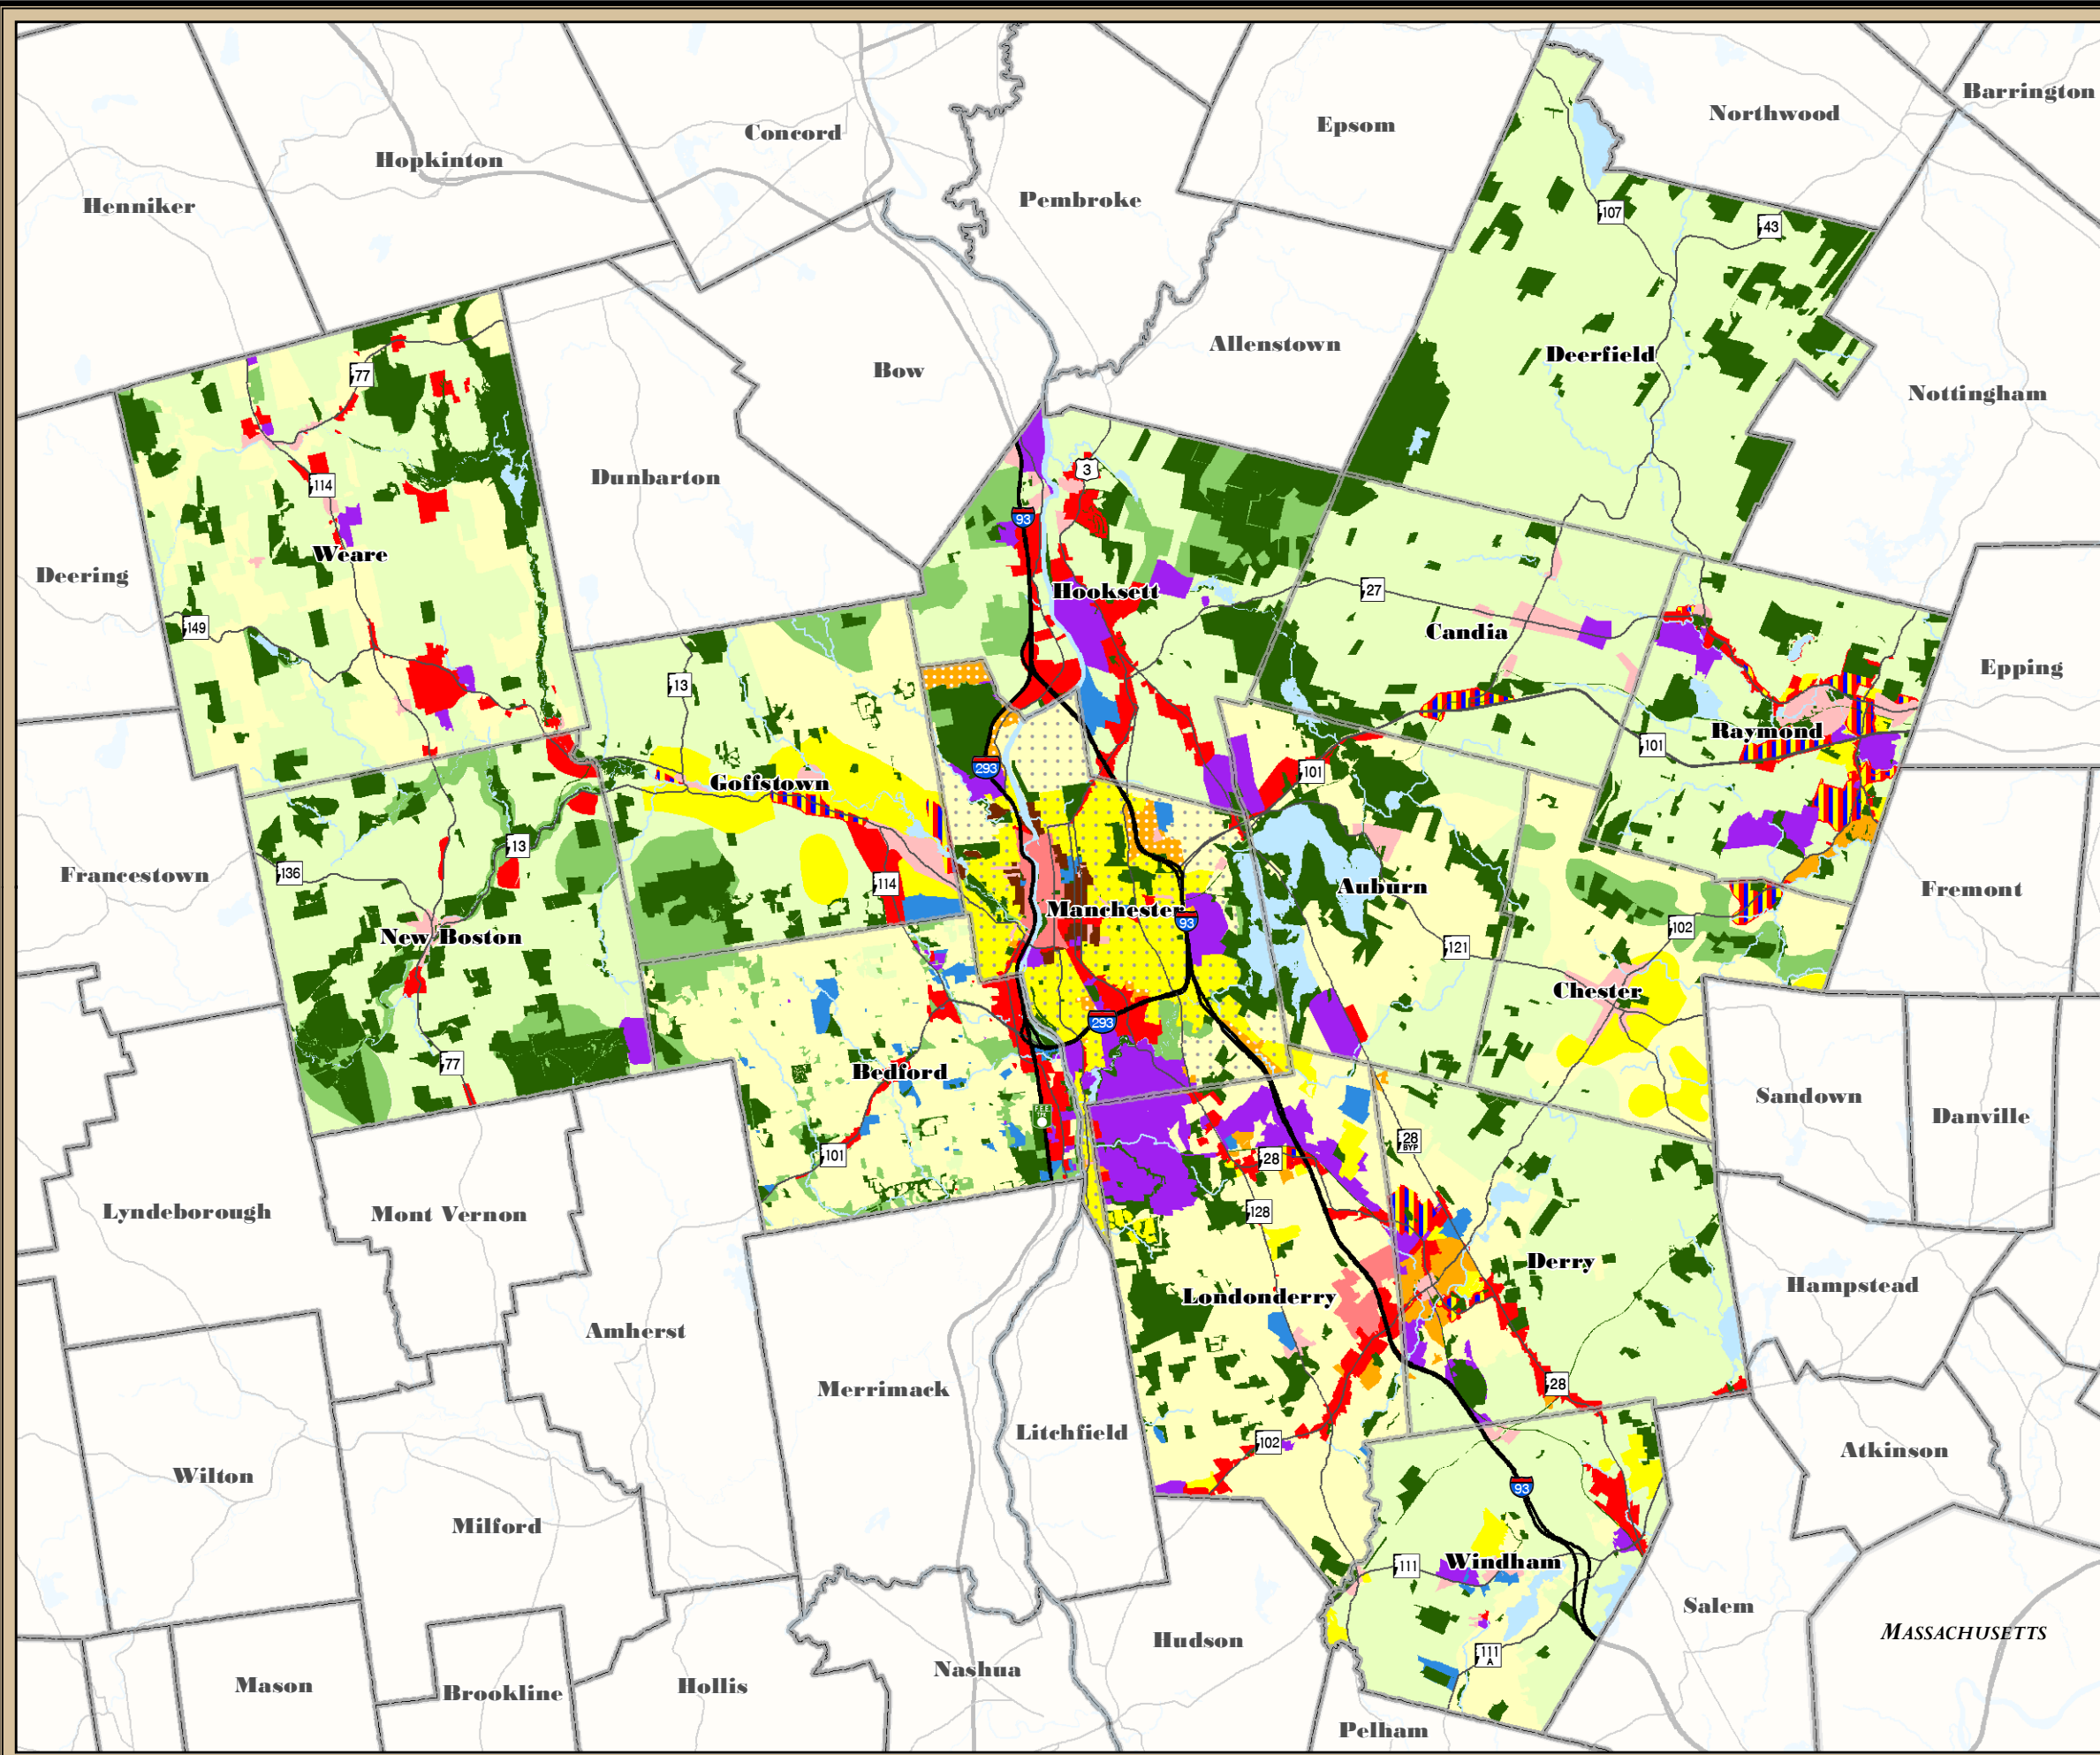 Barrington
Northwood
Epsom
Concord
Hopkinton
Pembroke
Henniker
107
43
Allenstown
Deerfield
Bow
77
Nottingham
3
Dunbarton
114
93
Weare
Deering
Hooksett
27
149
Candia
Epping
13
Raymond
101
293
101
Goffstown
13
136
Francestown
114
Auburn
Fremont
Manchester
93
102
New Boston
121
Chester
293
77
Bedford
Sandown
F.E.E.
TPK
Danville
28
BYP
101
28
Lyndeborough
Mont Vernon
128
Derry
Hampstead
Londonderry
Amherst
Merrimack
28
Litchfield
102
Atkinson
Wilton
93
Milford
Windham
111
Salem
Massachusetts
Hudson
111
A
Nashua
Mason
Hollis
Brookline
Pelham